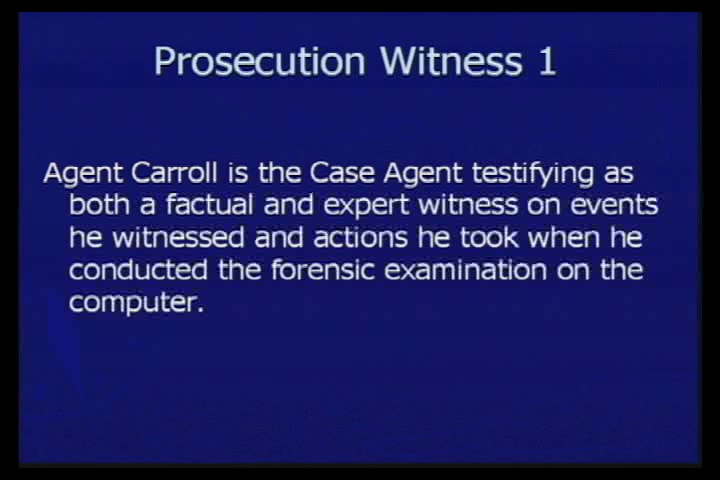 Prosecution Witness 1
Agent Carroll is the Case Agent testifying as
both a factual and expert witness on events
he witnessed and actions he took when he
conducted the forensic examination on the
computer.